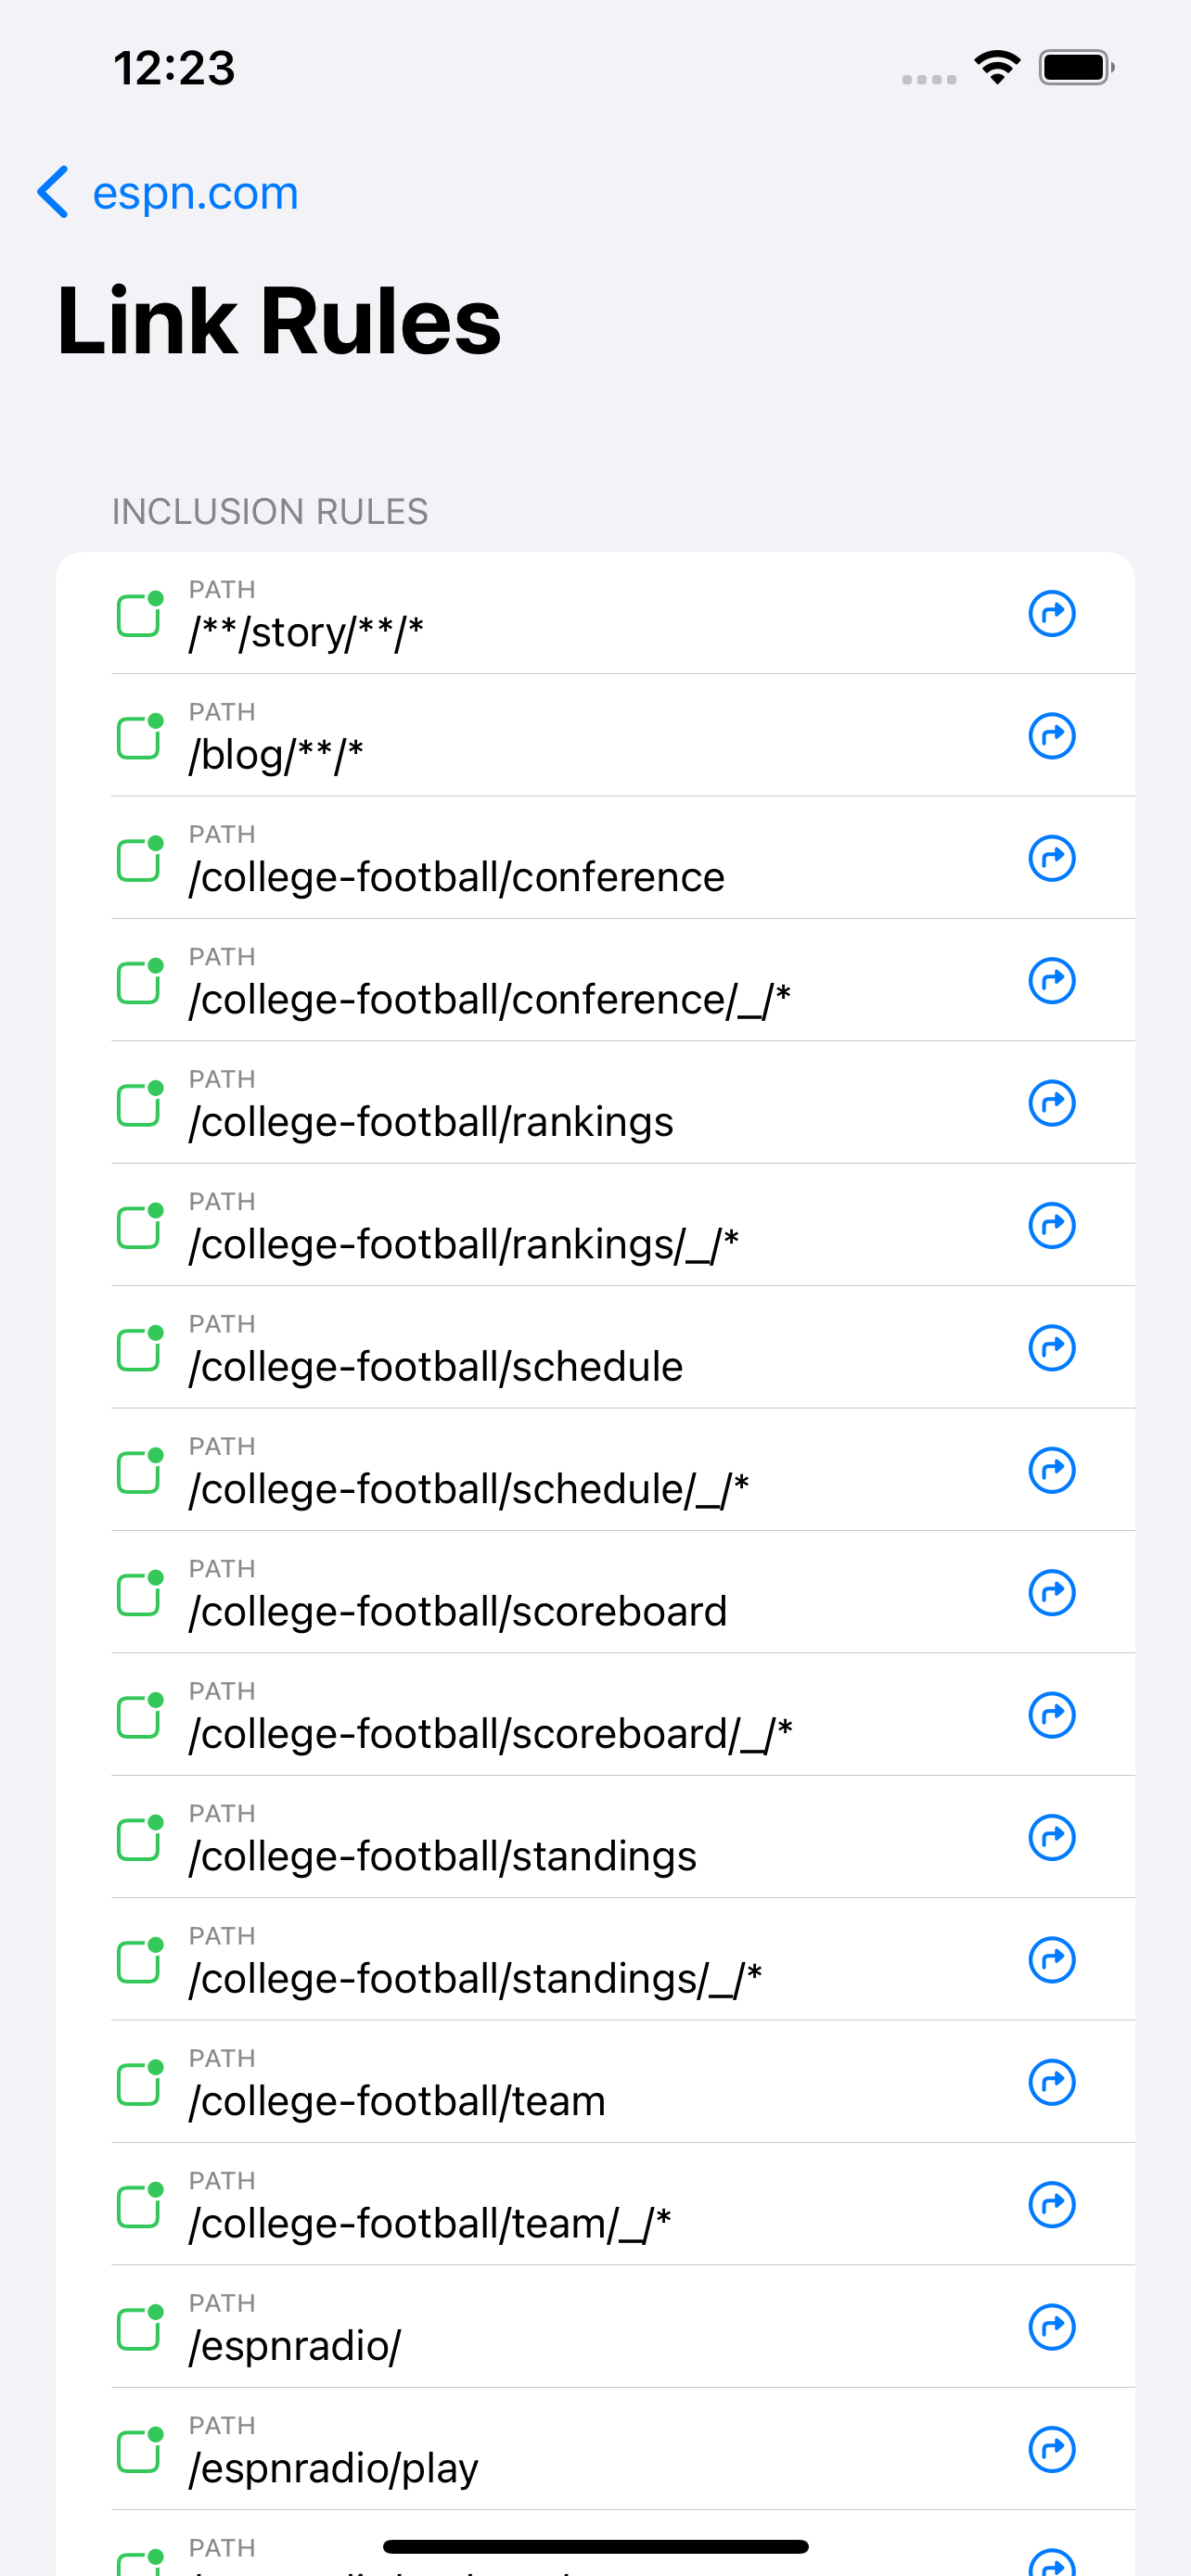 12:23
espn.com
Link Rules
INCLUSION RULES
PATH
/**/story/**/*
PATH
/blog/**/*
PATH
/college-football/conference
PATH
/college-football/conference/_/*
PATH
/college-football/rankings
PATH
/college-football/rankings/_/*
PATH
/college-football/schedule
PATH
/college-football/schedule/_/*
PATH
/college-football/scoreboard
PATH
/college-football/scoreboard/_/*
PATH
/college-football/standings
PATH
/college-football/standings/_/*
PATH
/college-football/team
PATH
/college-football/team/_/*
PATH
/espnradio/
PATH
/espnradio/play
PATH